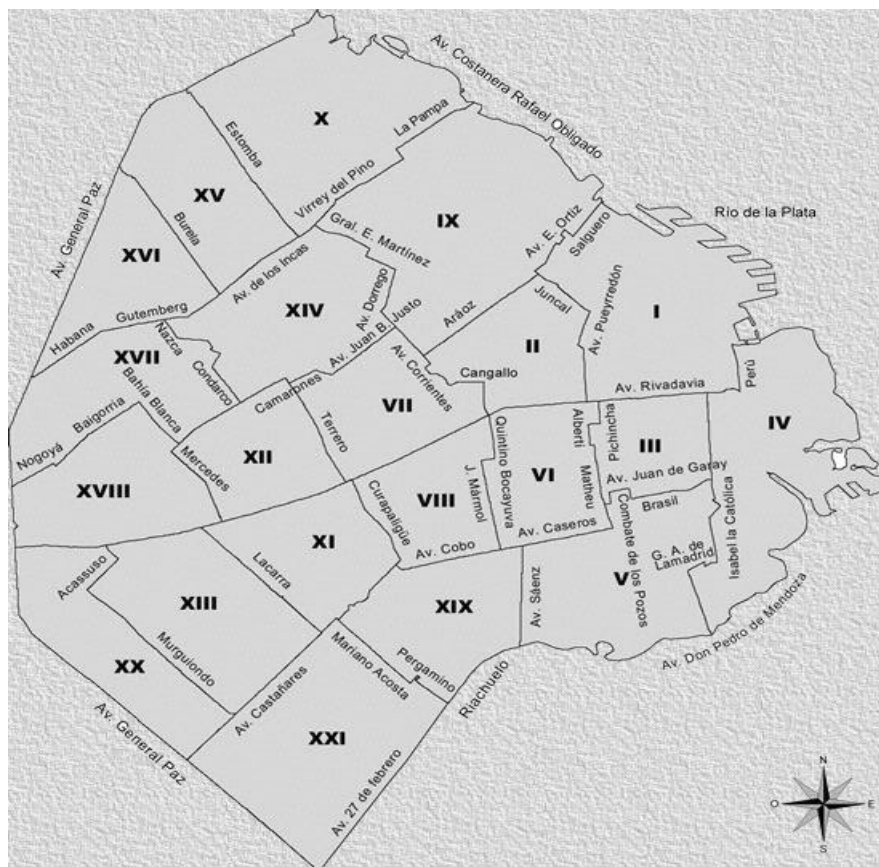 Av. Costanera Rafael Obligado
X
La Pampa
Estomba
Virrey del Pino
XV
Burela
Av. General Paz
IX
Av. E. Ortiz
Salguero
Río de la Plata
Gral. E. Martínez
XVI
Av. de los Incas
Av. Dorrego
Gutemberg
Habana
XIV
Av. Juan B. Justo
Aráoz
Juncal
Av. Pueyrredón
I
XVII
Nazca
Condarco
II
Av. Corrientes
Cangallo
Perú
Av. Rivadavia
Camarones
VII
Bahía Blanca
Baigorria
Nogoyá
Terrero
Mercedes
XII
Quintino Bocayuva
Alberti
Pichincha
III
IV
XVIII
Curapaligüe
VIII
J. Mármol
VI
Matheu
Av. Juan de Garay
Brasil
Isabel la Católica
XI
Lacarra
Av. Cobo
Av. Caseros
Combate de los Pozos
G. A. de
Lamadrid
Acassuso
XIII
XIX
Av. Sáenz
V
Murguiondo
XX
Mariano Acosta
Pergamino
Av. Don Pedro de Mendoza
Riachuelo
Av. Castañares
Av. General Paz
XXI
Av. 27 de febrero
N
O
E
S